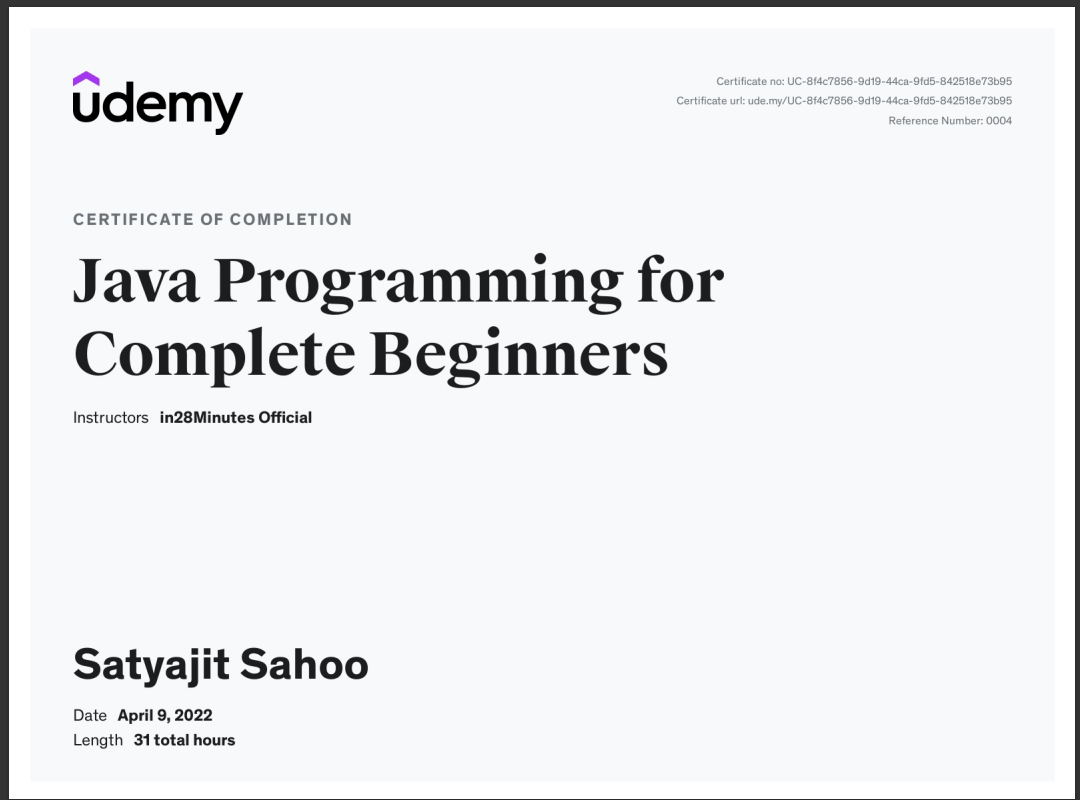 udemy
Certificate no: UC-8f4c7856-9d19-44ca-9fd5-842518e73b95
Certificate url: ude.my/UC-8f4c7856-9d19-44ca-9fd5-842518e73b95
Reference Number: 0004
CERTIFICATE OF COMPLETION
Java Programming for
Complete Beginners
Instructors in28Minutes Official
Satyajit Sahoo
Date April 9, 2022
Length 31 total hours